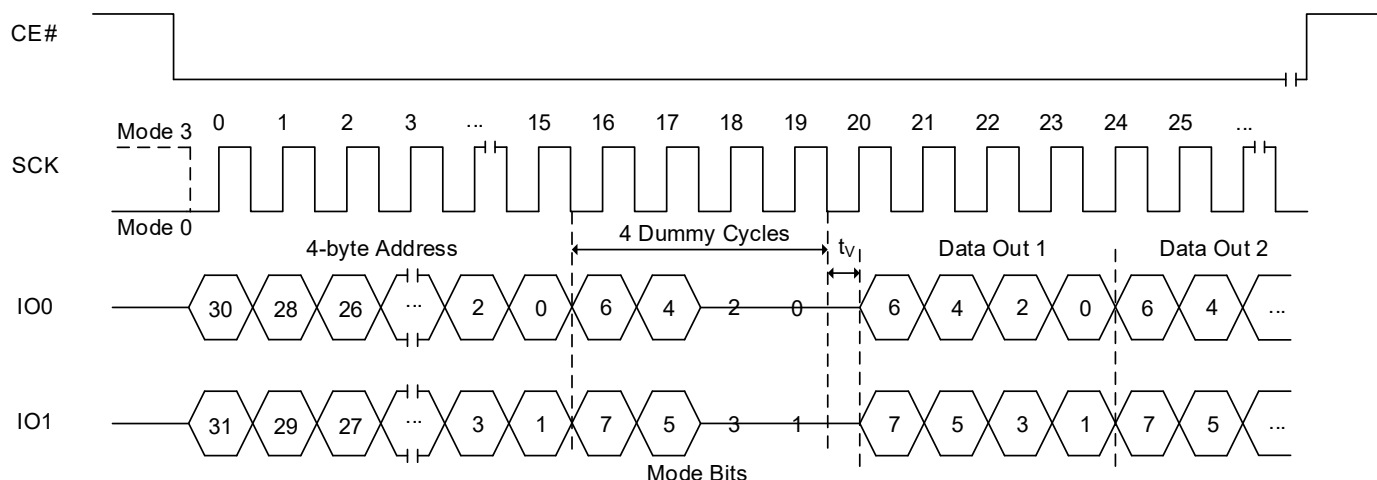 CE#
0 1 2 3 ... 15 16 17 18 19 20 21 22 23 24 25 ...
Mode 3
SCK
Mode 0
4-byte Address 4 Dummy Cycles tV Data Out 1 Data Out 2
IO0 30 28 26 ... 2 0 6 4 2 0 6 4 2 0 6 4 ...
IO1 31 29 27 ... 3 1 7 5 3 1 7 5 3 1 7 5 ...
Mode Bits